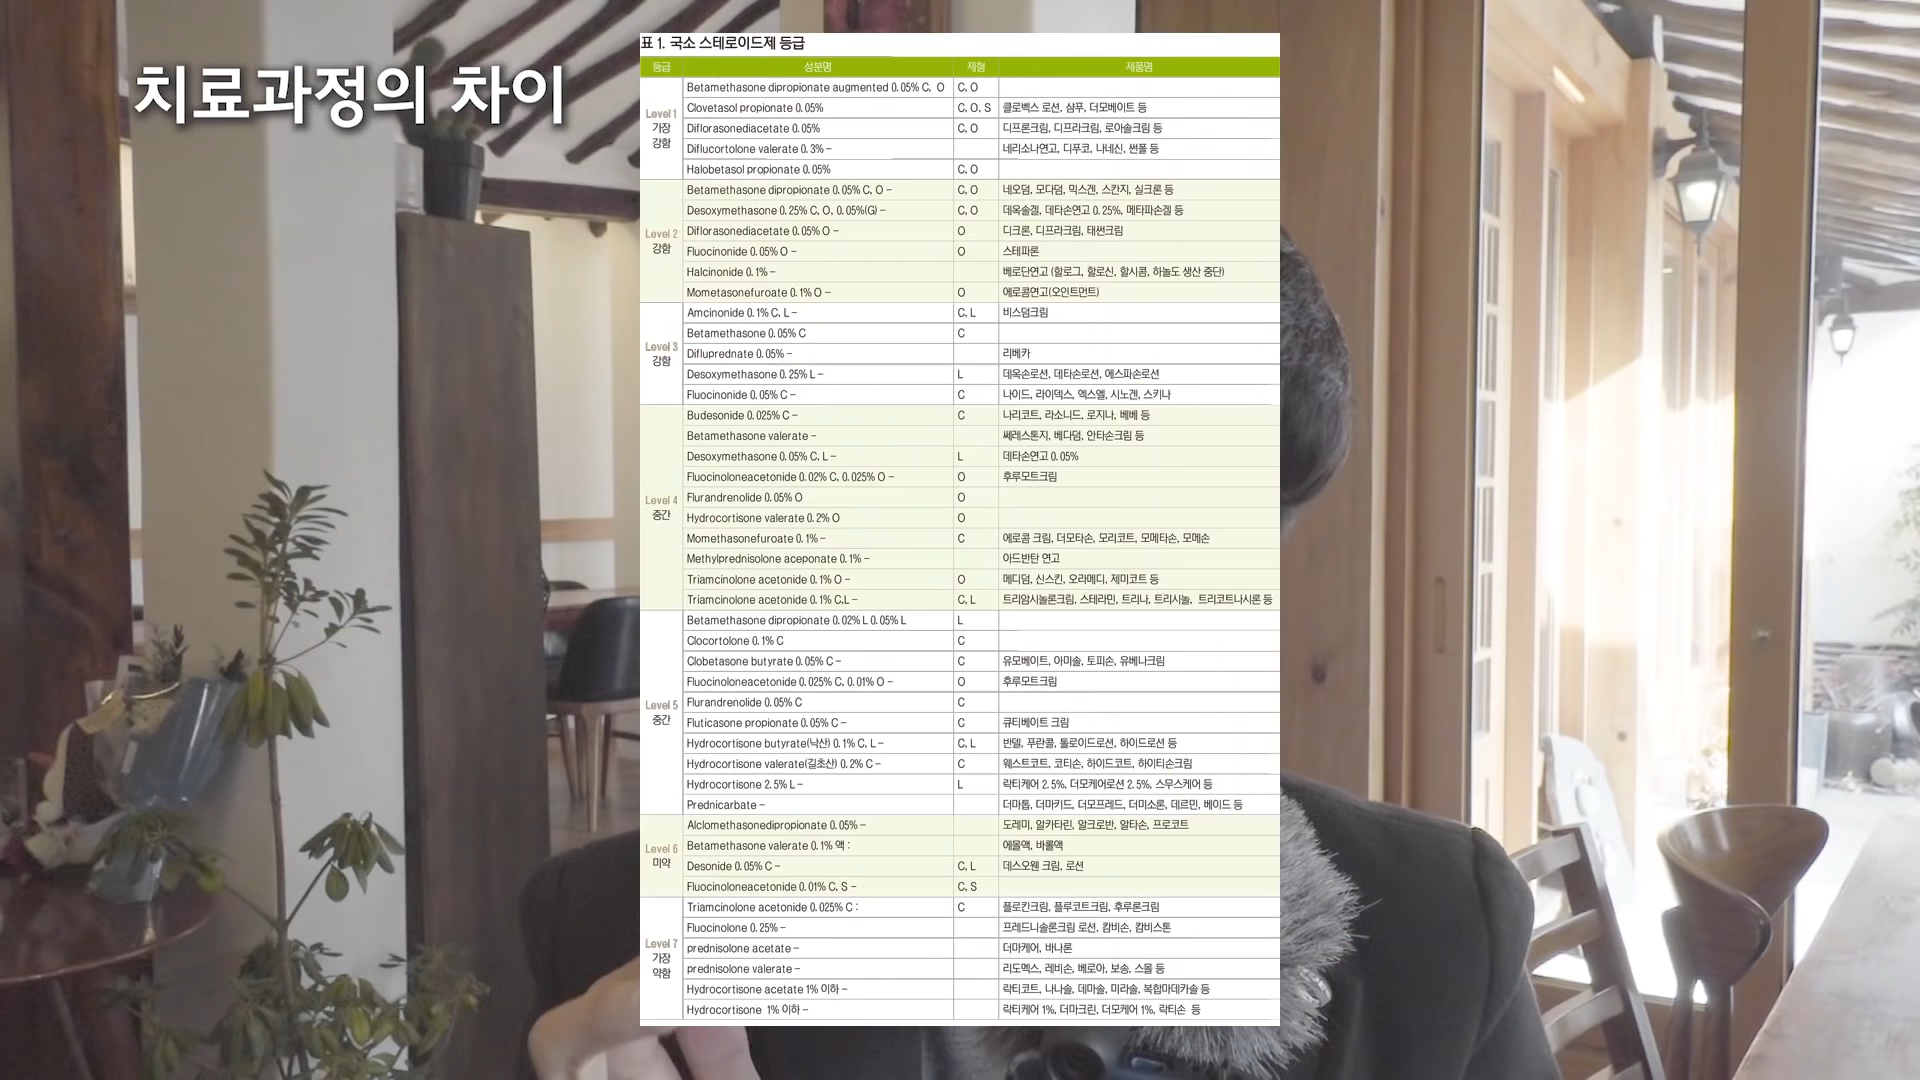 치료과정의 차이
표 1. 국소 스테로이드제 등급
등급 성분명 제형 제품명
Level 1 가장 강함
Betamethasone dipropionate augmented 0.05% C, O C, O
Clovetasol propionate 0.05% C, O, S 클로벡스 로션, 샴푸, 더모베이트 등
Diflorasonediacetate 0.05% C, O 디프론크림, 디프라크림, 로아솔크림 등
Diflucortolone valerate 0.3% – 네리소나연고, 디푸코, 나네신, 썬폴 등
Halobetasol propionate 0.05% C, O
Level 2 강함
Betamethasone dipropionate 0.05% C, O – C, O 네오덤, 모다덤, 믹스겐, 스칸지, 실크론 등
Desoxymethasone 0.25% C, O, 0.05%(G) – C, O 데옥솔겔, 데타손연고 0.25%, 메타파손겔 등
Diflorasonediacetate 0.05% O – O 디크론, 디프라크림, 태썬크림
Fluocinonide 0.05% O – O 스테파론
Halcinonide 0.1% – 베로단연고 (할로그, 할로신, 할시콤, 하놀도 생산 중단)
Mometasonefuroate 0.1% O – O 에로콤연고(오인트먼트)
Level 3 강함
Amcinonide 0.1% C, L – C, L 비스덤크림
Betamethasone 0.05% C C
Difluprednate 0.05% – 리베카
Desoxymethasone 0.25% L – L 데옥손로션, 데타손로션, 에스파손로션
Fluocinonide 0.05% C – C 나이드, 라이덱스, 엑스엘, 시노겐, 스키나
Level 4 중간
Budesonide 0.025% C – C 나리코트, 라소니드, 로지나, 베베 등
Betamethasone valerate – 쎄레스톤지, 베다덤, 안타손크림 등
Desoxymethasone 0.05% C, L – L 데타손연고 0.05%
Fluocinoloneacetonide 0.02% C, 0.025% O – O 후루모트크림
Flurandrenolide 0.05% O O
Hydrocortisone valerate 0.2% O O
Momethasonefuroate 0.1% – C 에로콤 크림, 더모타손, 모리코트, 모메타손, 모메손
Methylprednisolone aceponate 0.1% – 아드반탄 연고
Triamcinolone acetonide 0.1% O – O 메디덤, 신스킨, 오라메디, 제미코트 등
Triamcinolone acetonide 0.1% C,L – C, L 트리암시놀론크림, 스테라민, 트리나, 트리시놀, 트리코트나시론 등
Level 5 중간
Betamethasone dipropionate 0.02% L 0.05% L L
Clocortolone 0.1% C C
Clobetasone butyrate 0.05% C – C 유모베이트, 아미솔, 토피손, 유베나크림
Fluocinoloneacetonide 0.025% C, 0.01% O – O 후루모트크림
Flurandrenolide 0.05% C C
Fluticasone propionate 0.05% C – C 큐티베이트 크림
Hydrocortisone butyrate(낙산) 0.1% C, L – C, L 반델, 푸란콜, 톨로이드로션, 하이드로션 등
Hydrocortisone valerate(길초산) 0.2% C – C 웨스트코트, 코티손, 하이드코트, 하이티손크림
Hydrocortisone 2.5% L – L 락티케어 2.5%, 더모케어로션 2.5%, 스무스케어 등
Prednicarbate – 더마톱, 더마키드, 더모프레드, 더미소론, 데르민, 베이드 등
Level 6 미약
Alclomethasonedipropionate 0.05% – 도레미, 알카타린, 알크로반, 알타손, 프로코트
Betamethasone valerate 0.1% 액 : 에몰액, 바롤액
Desonide 0.05% C – C, L 데스오웬 크림, 로션
Fluocinoloneacetonide 0.01% C, S – C, S
Level 7 가장 약함
Triamcinolone acetonide 0.025% C : C 플로킨크림, 플루코트크림, 후루론크림
Fluocinolone 0.25% – 프레드니솔론크림 로션, 캄비손, 캄비스톤
prednisolone acetate – 더마케어, 바나론
prednisolone valerate – 리도멕스, 레비손, 베로아, 보송, 스몰 등
Hydrocortisone acetate 1% 이하 – 락티코트, 나나솔, 데마솔, 미라솔, 복합마데카솔 등
Hydrocortisone 1% 이하 – 락티케어 1%, 더마크린, 더모케어 1%, 락티손 등